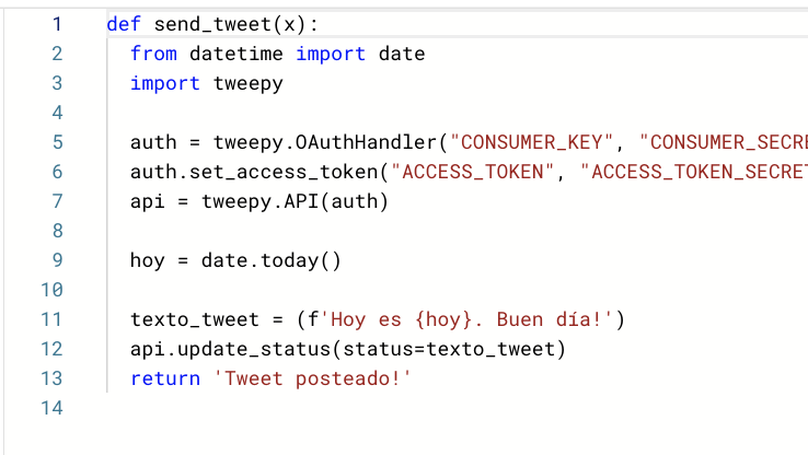 1 def send_tweet(x):
2 from datetime import date
3 import tweepy
4
5 auth = tweepy.OAuthHandler("CONSUMER_KEY", "CONSUMER_SECRE
6 auth.set_access_token("ACCESS_TOKEN", "ACCESS_TOKEN_SECRET
7 api = tweepy.API(auth)
8
9 hoy = date.today()
10
11 texto_tweet = (f'Hoy es {hoy}. Buen día!')
12 api.update_status(status=texto_tweet)
13 return 'Tweet posteado!'
14